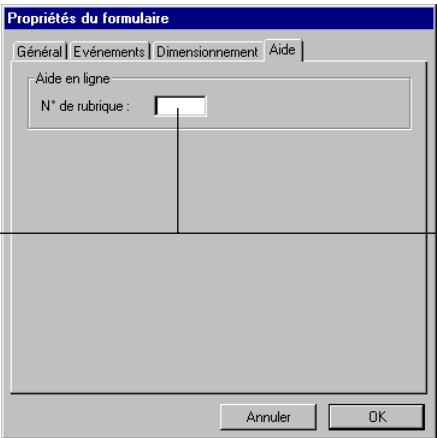 Propriétés du formulaire
Général Evénements Dimensionnement Aide
Aide en ligne
N° de rubrique :
Annuler OK